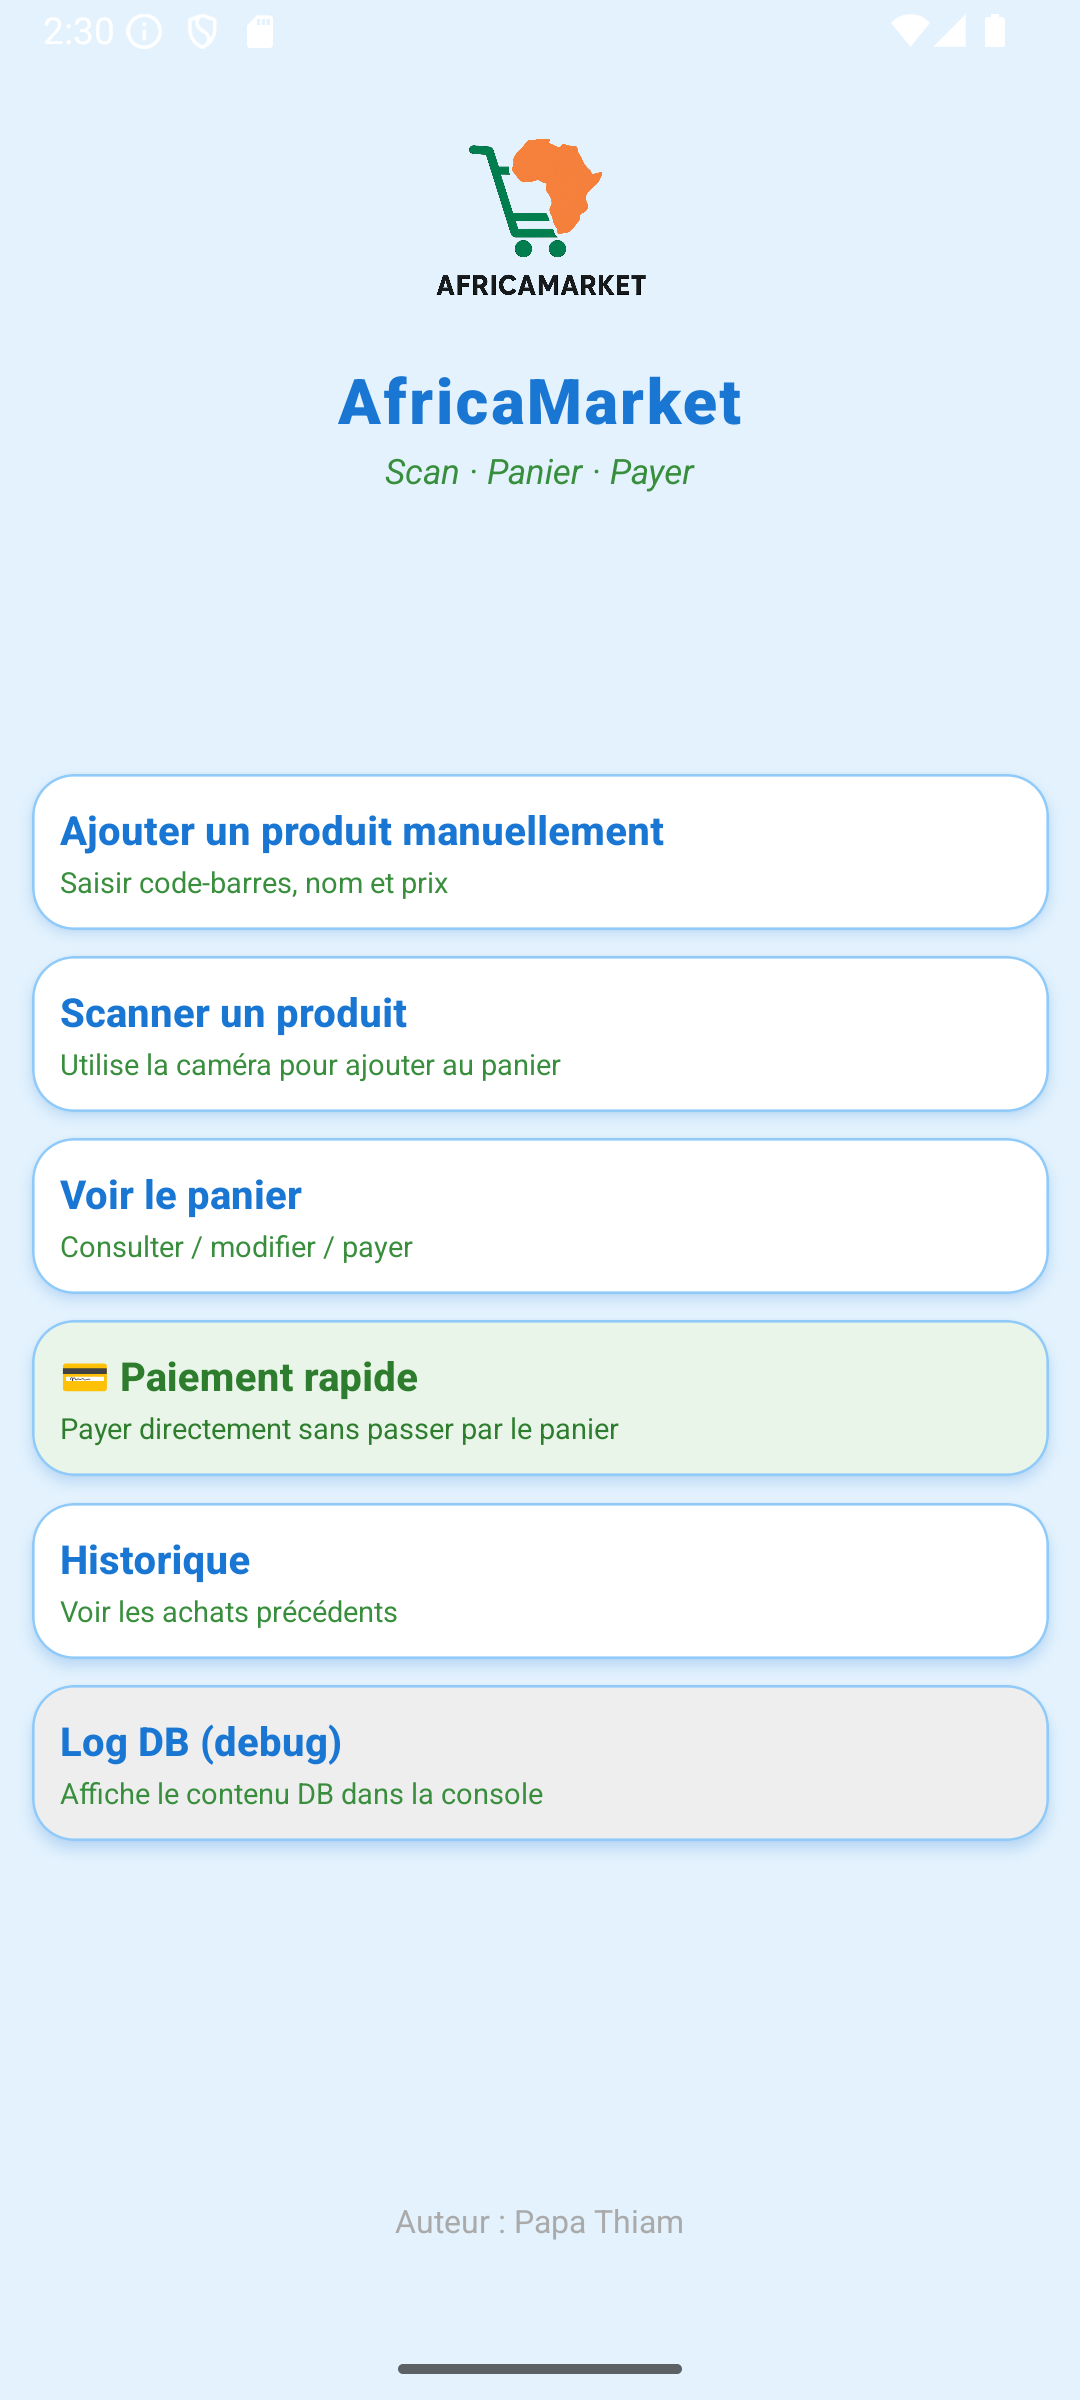 2:30
AFRICAMARKET
AfricaMarket
Scan · Panier · Payer
Ajouter un produit manuellement
Saisir code-barres, nom et prix
Scanner un produit
Utilise la caméra pour ajouter au panier
Voir le panier
Consulter / modifier / payer
💳 Paiement rapide
Payer directement sans passer par le panier
Historique
Voir les achats précédents
Log DB (debug)
Affiche le contenu DB dans la console
Auteur : Papa Thiam